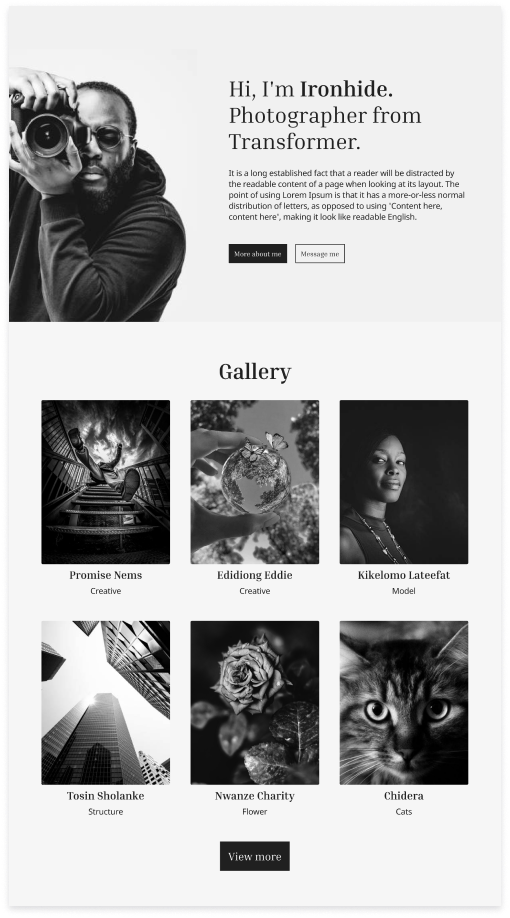 Hi, I'm Ironhide.
Photographer from
Transformer.
It is a long established fact that a reader will be distracted by
the readable content of a page when looking at its layout. The
point of using Lorem Ipsum is that it has a more-or-less normal
distribution of letters, as opposed to using 'Content here,
content here', making it look like readable English.
More about me
Message me
Gallery
Promise Nems
Creative
Edidiong Eddie
Creative
Kikelomo Lateefat
Model
Tosin Sholanke
Structure
Nwanze Charity
Flower
Chidera
Cats
View more